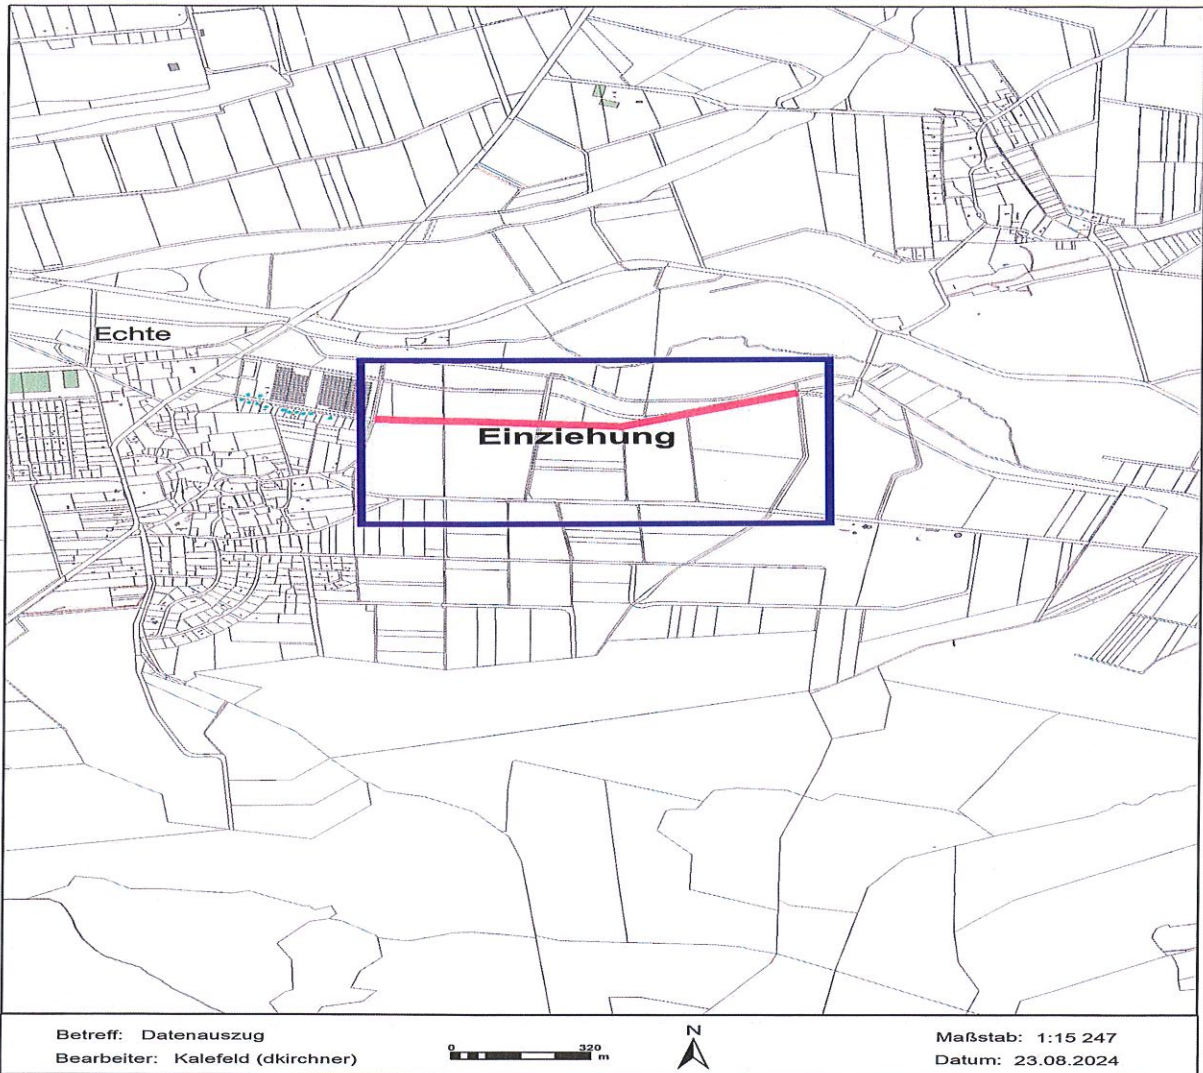 Echte
Einziehung
Betreff: Datenauszug
Bearbeiter: Kalefeld (dkirchner)
0 320
m
N
Maßstab: 1:15 247
Datum: 23.08.2024